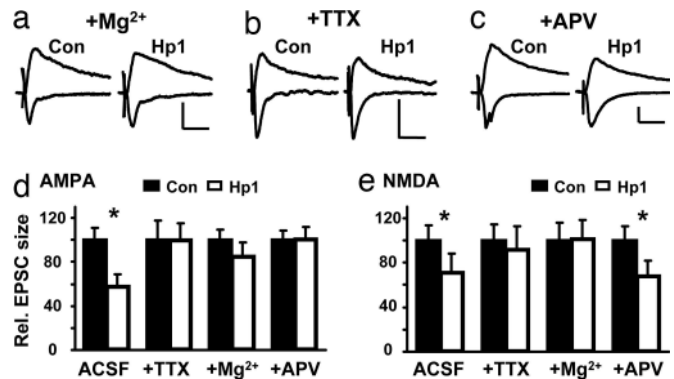 a +Mg²⁺ b +TTX c +APV
Con Hp1 Con Hp1 Con Hp1
d AMPA
Con Hp1
*
Rel. EPSC size
120
80
40
0
ACSF +TTX +Mg²⁺ +APV
e NMDA
Con Hp1
* *
120
80
40
0
ACSF +TTX +Mg²⁺ +APV